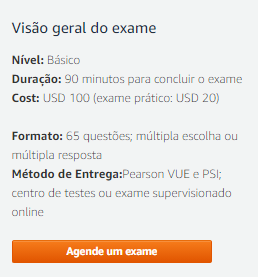 Visão geral do exame
Nível: Básico
Duração: 90 minutos para concluir o exame
Cost: USD 100 (exame prático: USD 20)
Formato: 65 questões; múltipla escolha ou
múltipla resposta
Método de Entrega:Pearson VUE e PSI;
centro de testes ou exame supervisionado
online
Agende um exame